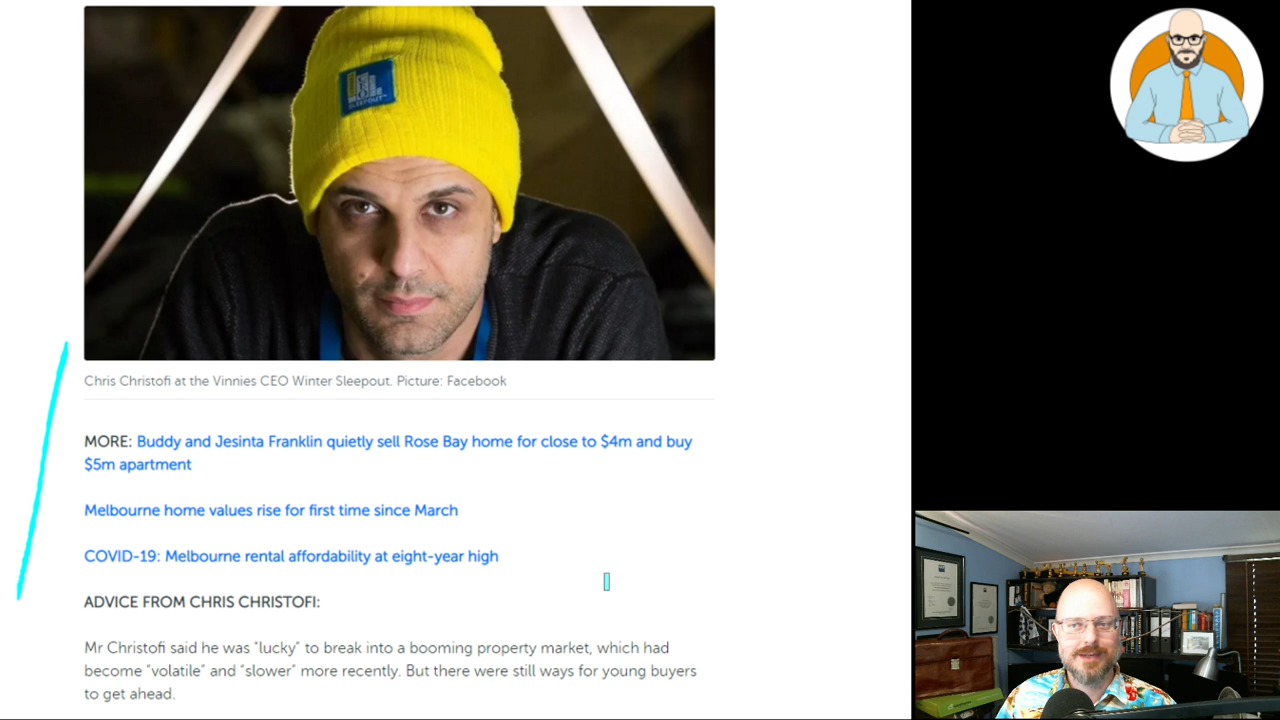 SLEEPOUT
Chris Christofi at the Vinnies CEO Winter Sleepout. Picture: Facebook
MORE: Buddy and Jesinta Franklin quietly sell Rose Bay home for close to $4m and buy
$5m apartment
Melbourne home values rise for first time since March
COVID-19: Melbourne rental affordability at eight-year high
ADVICE FROM CHRIS CHRISTOFI:
Mr Christofi said he was “lucky” to break into a booming property market, which had
become “volatile” and “slower” more recently. But there were still ways for young buyers
to get ahead.